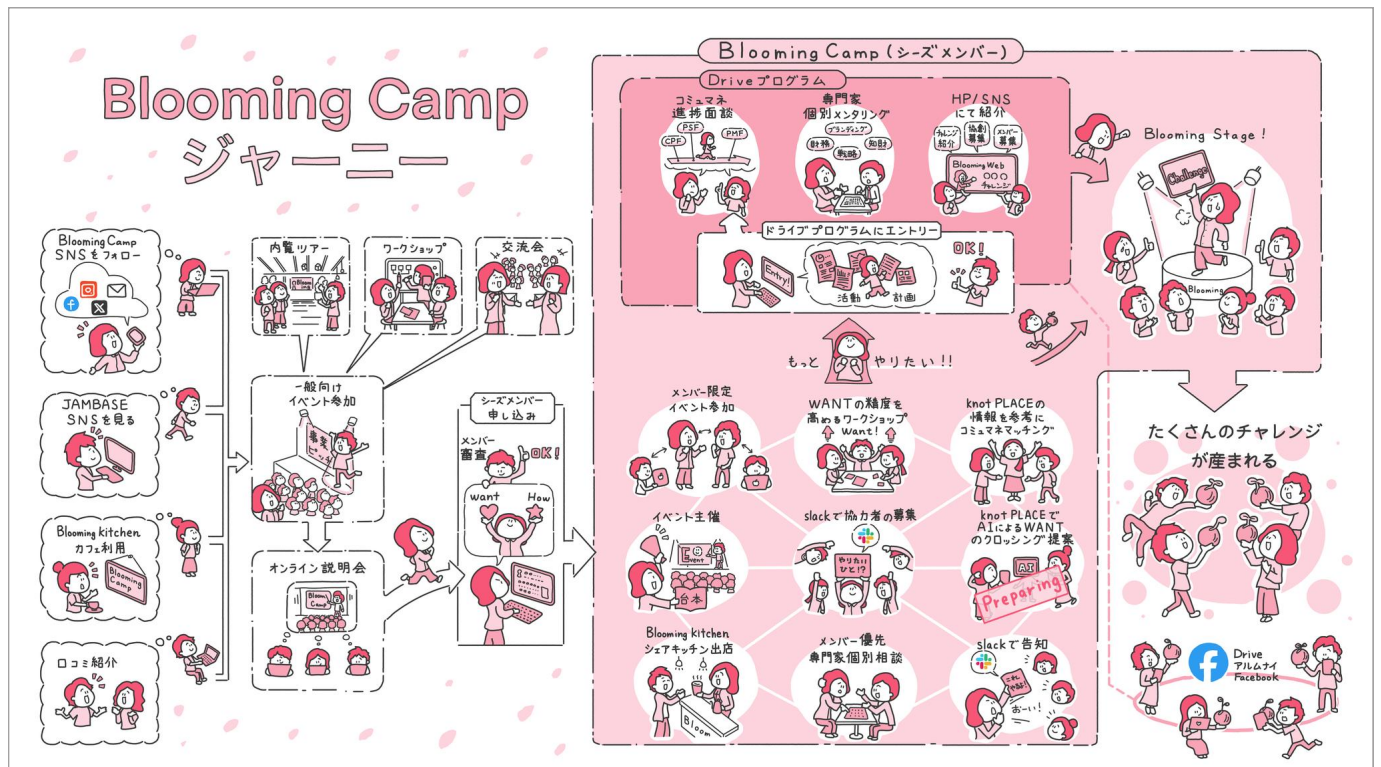 Blooming Camp
ジャーニー
Blooming Camp
SNSをフォロー
JAMBASE
SNSを見る
Blooming kitchen
カフェ利用
Blooming
Camp
口コミ紹介
内覧ツアー
ワークショップ
交流会
一般向け
イベント参加
事業
ピッチ
オンライン説明会
Bloomi
Camp
シーズメンバー
申し込み
メンバー
審査
OK!
want
How
Blooming Camp (シーズメンバー)
Driveプログラム
コミュマネ
進捗面談
CPF
PSF
PMF
専門家
個別メンタリング
ブランディング
財務
戦略
知財
HP/SNS
にて紹介
チャレンジ
紹介
協創
募集
メンバー
募集
Blooming Web
○○○
チャレンジ
ドライブプログラムにエントリー
Entry!
活動
計画
OK!
もっと
やりたい!!
メンバー限定
イベント参加
WANTの精度を
高めるワークショップ
Want!
knot PLACEの
情報を参考に
コミュマネマッチング
イベント主催
Event
台本
slackで協力者の募集
やりたい
ひと!?
knot PLACEで
AIによるWANT
のクロッシング提案
AI
Preparing
Blooming kitchen
シェアキッチン出店
Bloom
メンバー優先
専門家個別相談
slackで告知
これ
やるよ!
おーい!
Blooming Stage!
Challenge
Blooming
たくさんのチャレンジ
が産まれる
Drive
アルムナイ
Facebook